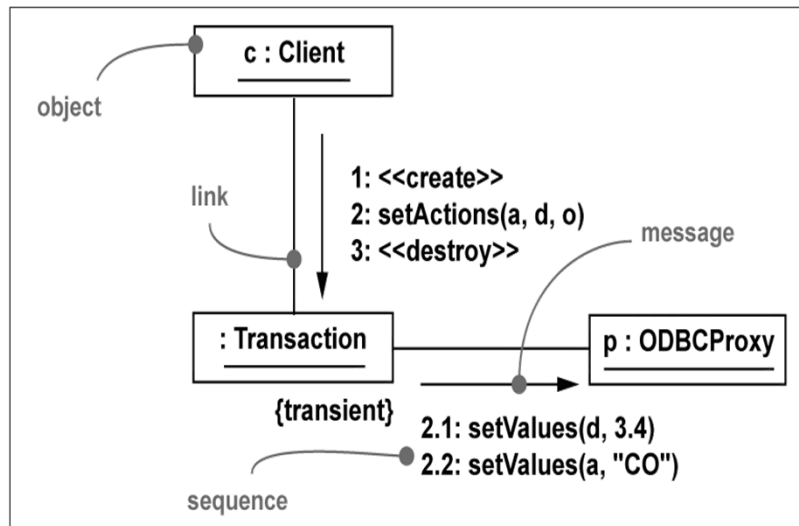 c : Client
object
1: <<create>>
link
2: setActions(a, d, o)
3: <<destroy>>
message
: Transaction
p : ODBCProxy
{transient}
2.1: setValues(d, 3.4)
2.2: setValues(a, "CO")
sequence